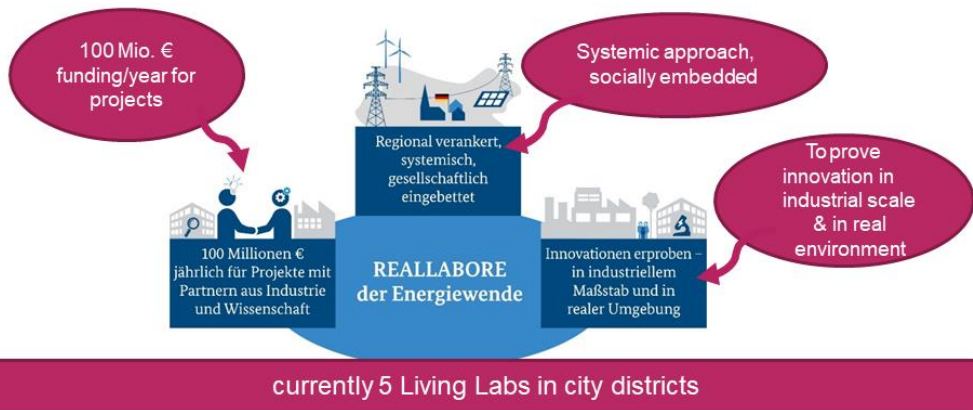 100 Mio. €
funding/year for
projects
Systemic approach,
socially embedded
Regional verankert,
systemisch,
gesellschaftlich
eingebettet
To prove
innovation in
industrial scale
& in real
environment
100 Millionen €
jährlich für Projekte mit
Partnern aus Industrie
und Wissenschaft
REALLABORE
der Energiewende
Innovationen erproben –
in industriellem
Maßstab und in
realer Umgebung
currently 5 Living Labs in city districts